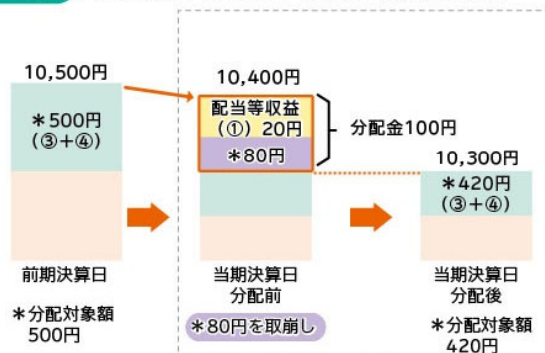 10,500円
＊500円
（③＋④）
前期決算日
＊分配対象額
500円
10,400円
配当等収益
（①）20円
＊80円
分配金100円
当期決算日
分配前
＊80円を取崩し
10,300円
＊420円
（③＋④）
当期決算日
分配後
＊分配対象額
420円